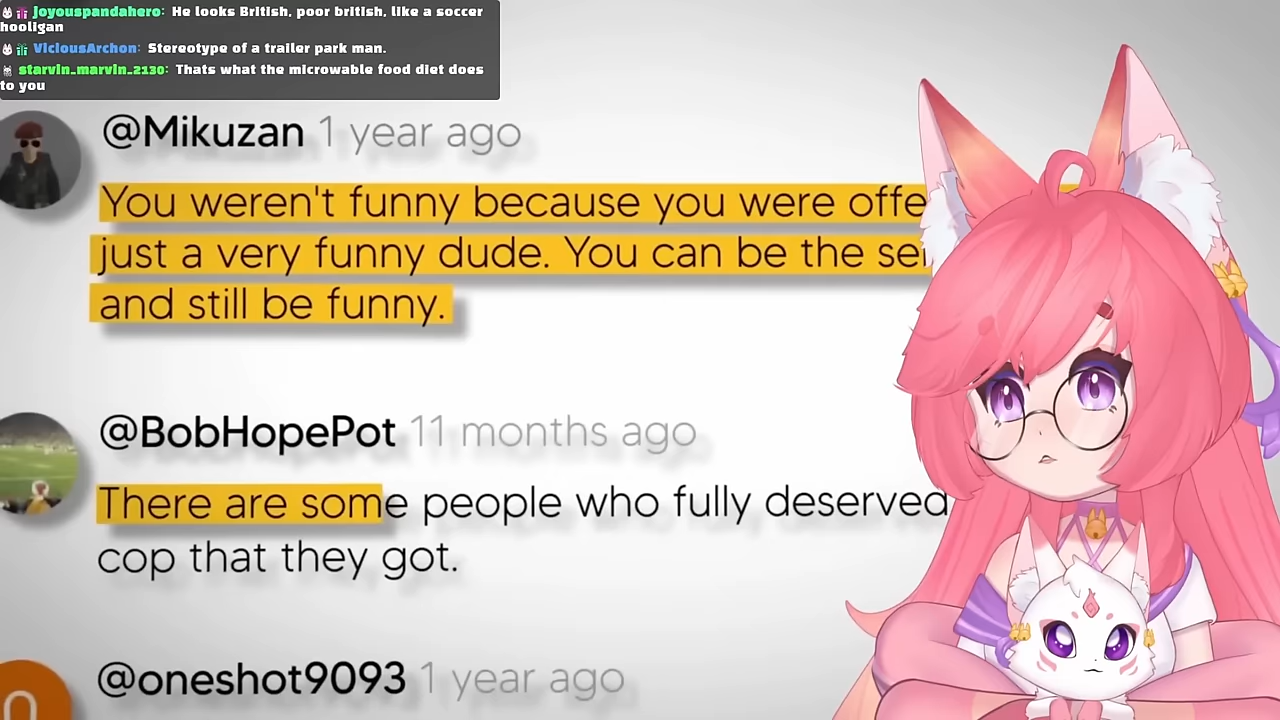 joyouspandahero: He looks British, poor british, like a soccer
hooligan
ViciousArchon: Stereotype of a trailer park man.
starvin_marvin_2130: Thats what the microwable food diet does
to you
@Mikuzan 1 year ago
You weren't funny because you were offe
just a very funny dude. You can be the
and still be funny.
@BobHopePot 11 months ago
There are some people who fully deserved
cop that they got.
@oneshot9093 1 year ago